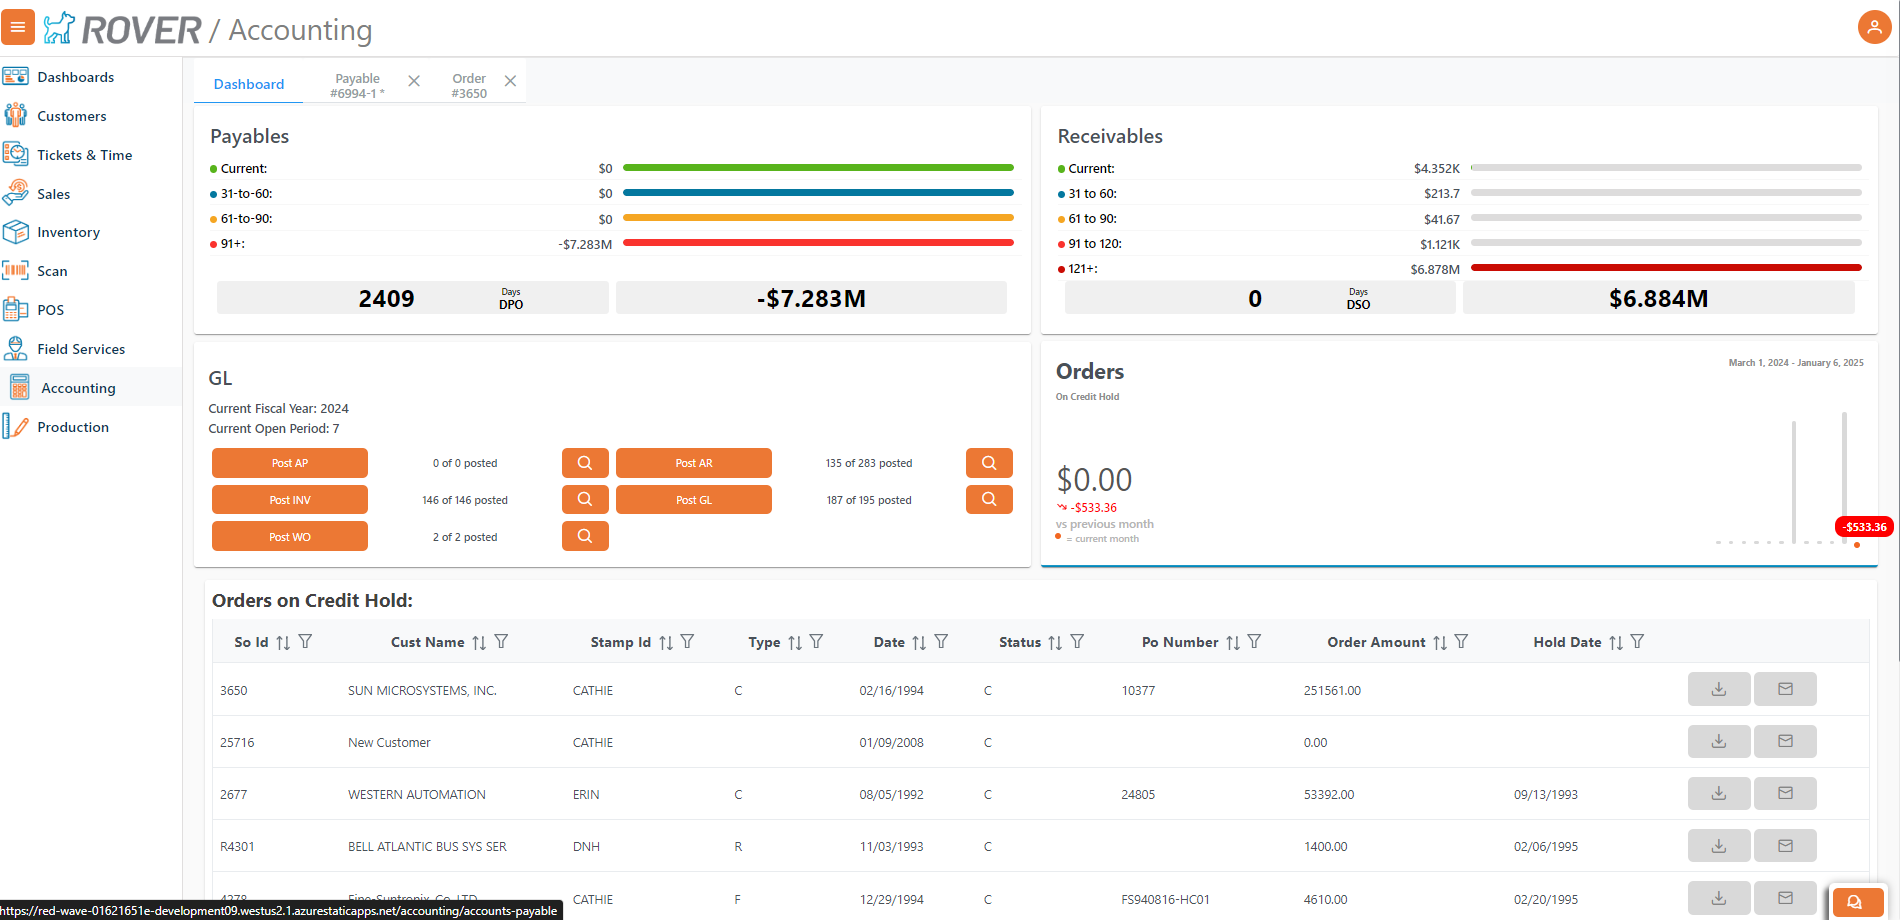 ROVER / Accounting
Dashboards
Customers
Tickets & Time
Sales
Inventory
Scan
POS
Field Services
Accounting
Production
Dashboard
Payable
#6994-1 *
Order
#3650
Payables
Current: $0
31-to-60: $0
61-to-90: $0
91+: -$7.283M
2409 Days DPO -$7.283M
Receivables
Current: $4.352K
31 to 60: $213.7
61 to 90: $41.67
91 to 120: $1.121K
121+: $6.878M
0 Days DSO $6.884M
GL
Current Fiscal Year: 2024
Current Open Period: 7
Post AP 0 of 0 posted Post AR 135 of 283 posted
Post INV 146 of 146 posted Post GL 187 of 195 posted
Post WO 2 of 2 posted
Orders
March 1, 2024 - January 6, 2025
On Credit Hold
$0.00
-$533.36
vs previous month
= current month
-$533.36
Orders on Credit Hold:
So Id Cust Name Stamp Id Type Date Status Po Number Order Amount Hold Date
3650 SUN MICROSYSTEMS, INC. CATHIE C 02/16/1994 C 10377 251561.00
25716 New Customer CATHIE 01/09/2008 C 0.00
2677 WESTERN AUTOMATION ERIN C 08/05/1992 C 24805 53392.00 09/13/1993
R4301 BELL ATLANTIC BUS SYS SER DNH R 11/03/1993 C 1400.00 02/06/1995
CATHIE F 12/29/1994 C FS940816-HC01 4610.00 02/20/1995
https://red-wave-01621651e-development09.westus2.1.azurestaticapps.net/accounting/accounts-payable